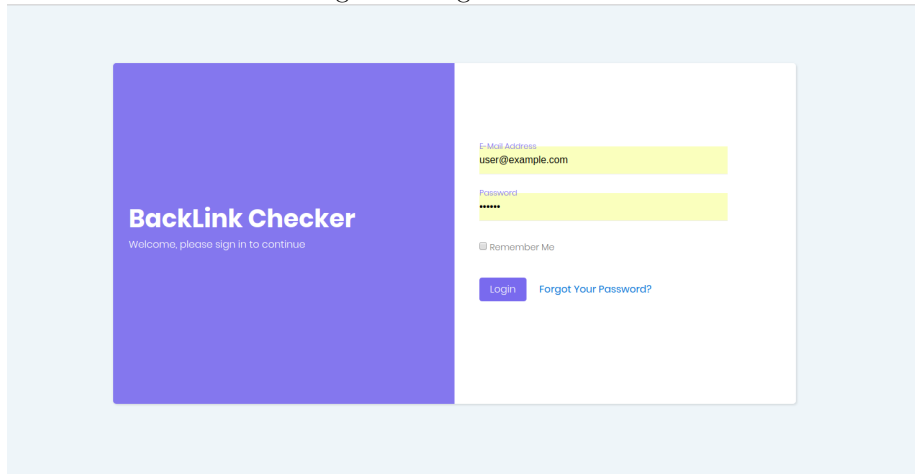 BackLink Checker
Welcome, please sign in to continue
E-Mail Address
user@example.com
Password
••••••
Remember Me
Login Forgot Your Password?